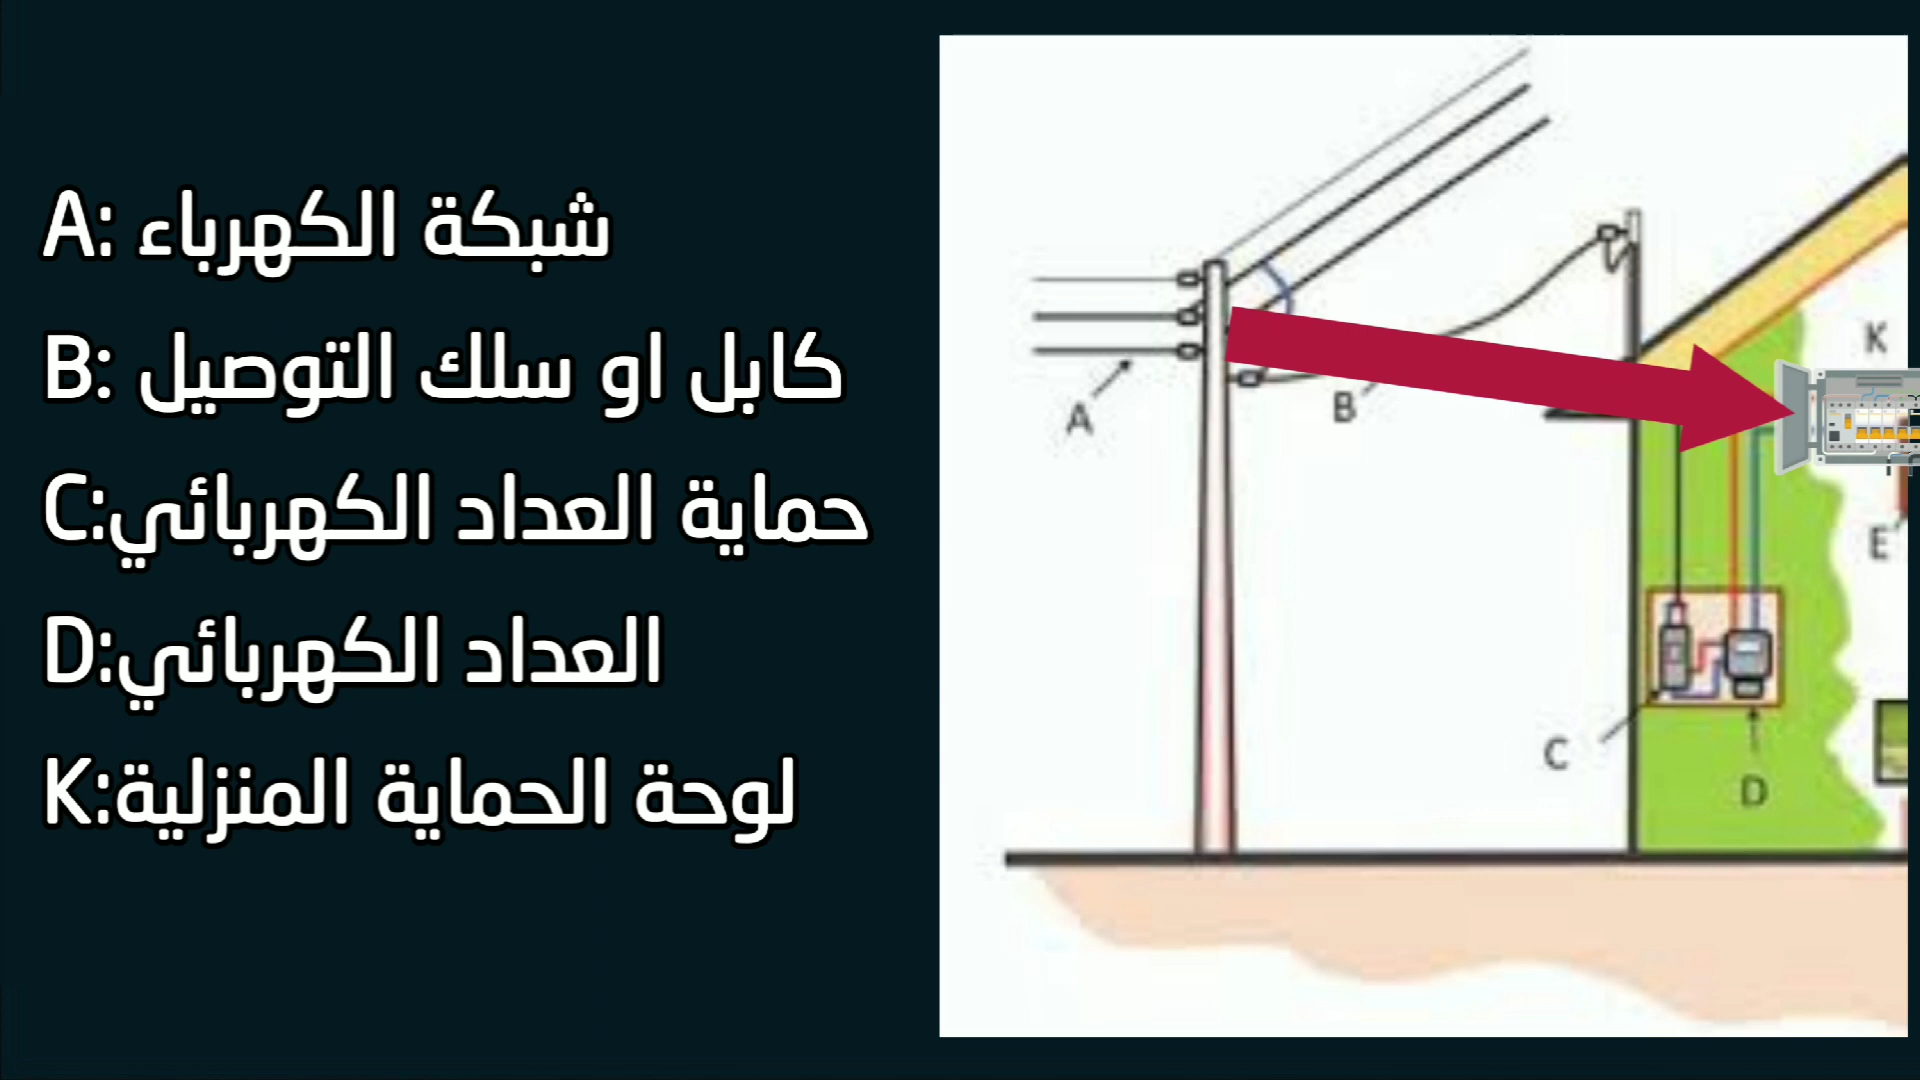 A: شبكة الكهرباء
B: كابل او سلك التوصيل
C:حماية العداد الكهربائي
D:العداد الكهربائي
K:لوحة الحماية المنزلية
A
B
K
E
C
D